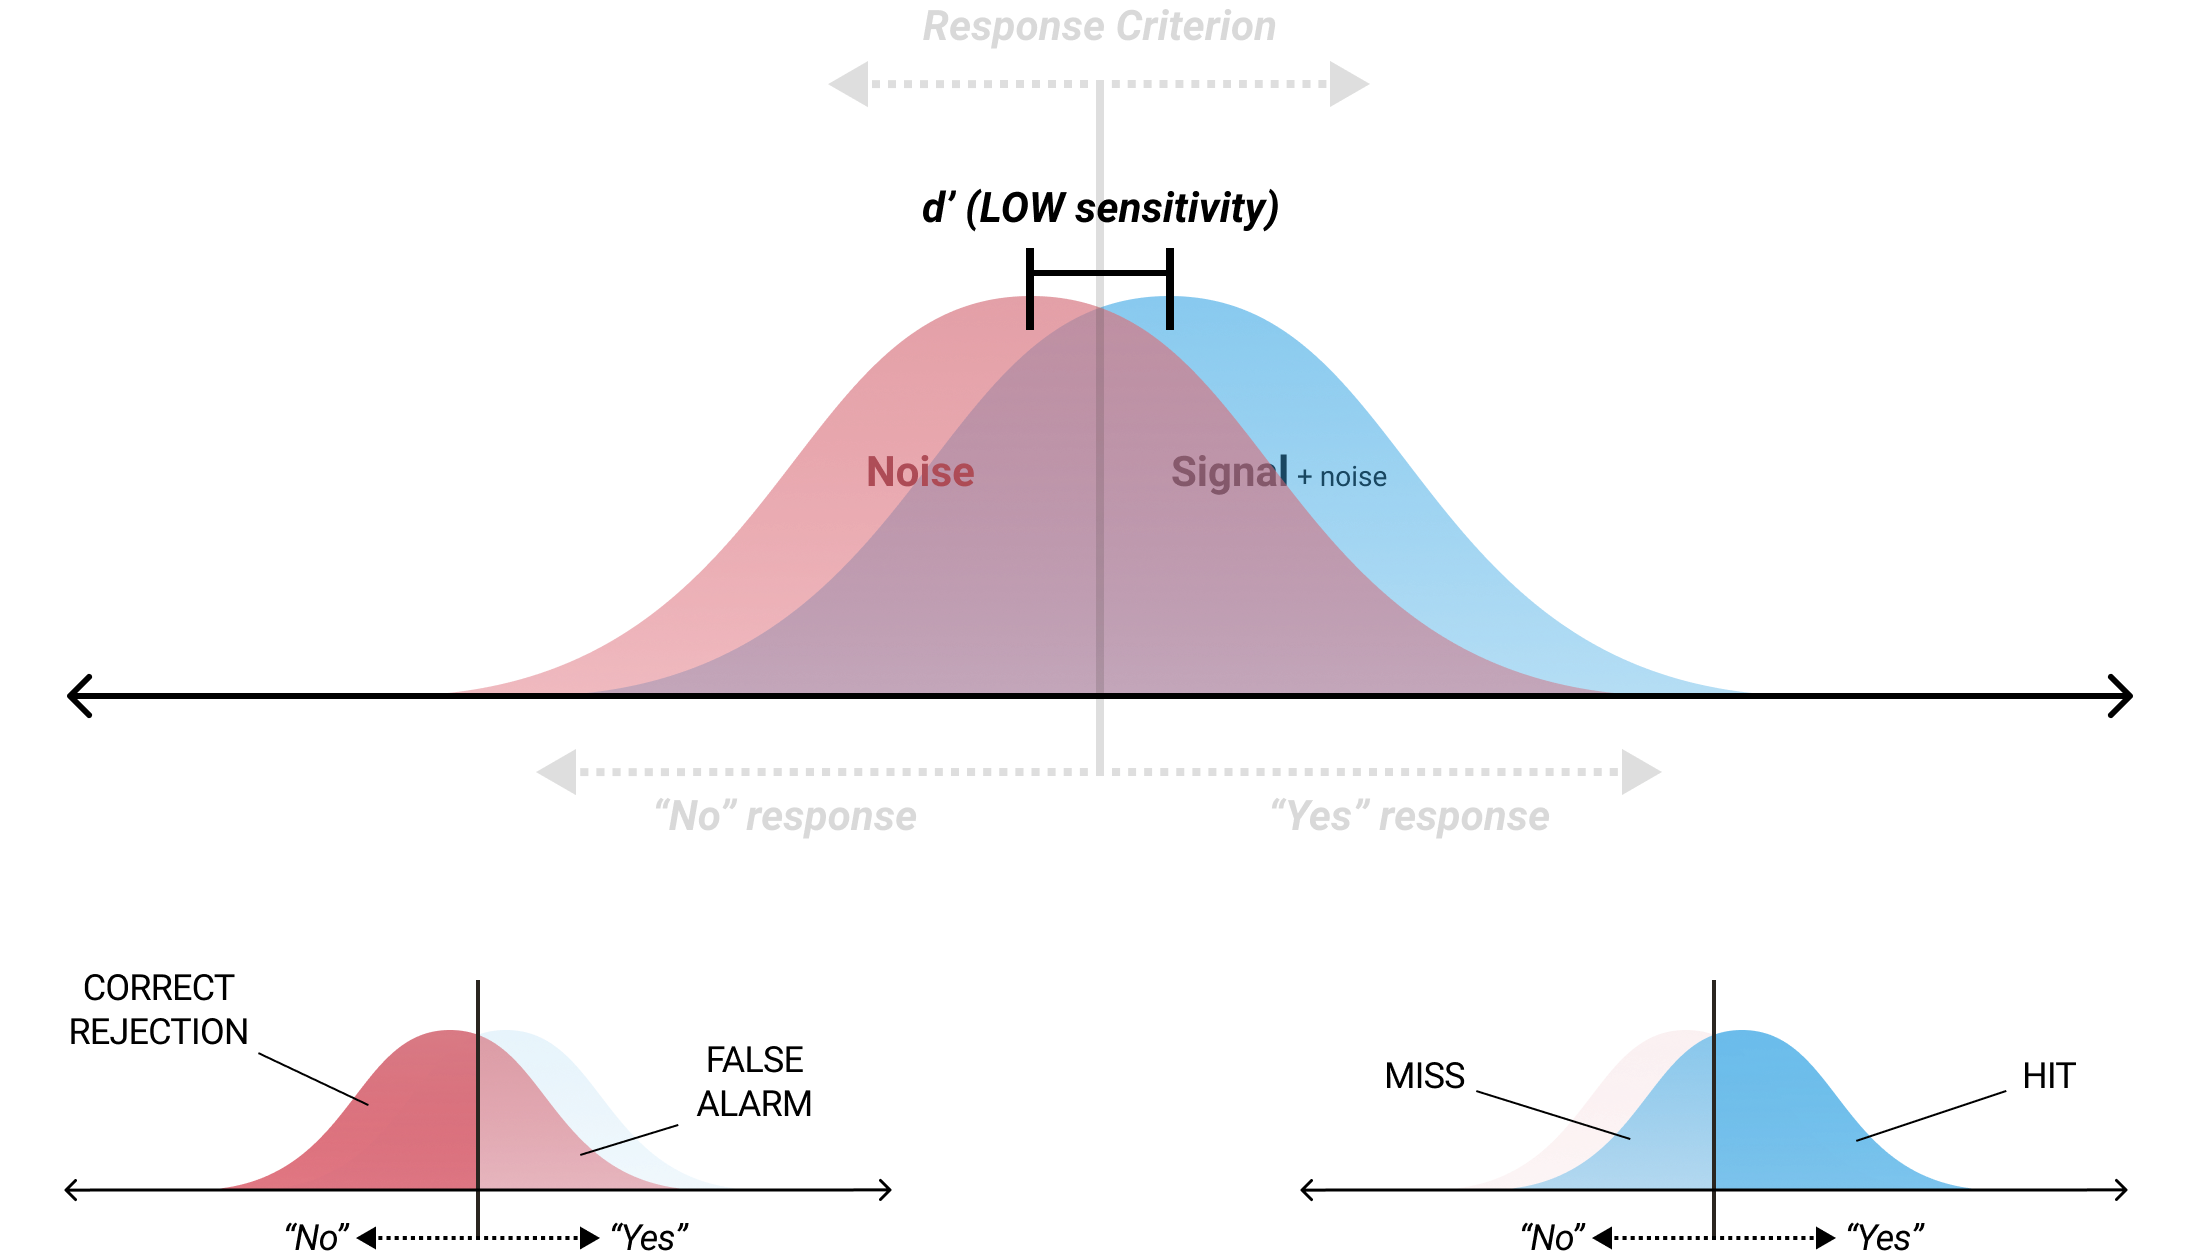 Response Criterion
d’ (LOW sensitivity)
Noise
Signal + noise
“No” response
“Yes” response
CORRECT
REJECTION
FALSE
ALARM
“No”
“Yes”
MISS
HIT
“No”
“Yes”